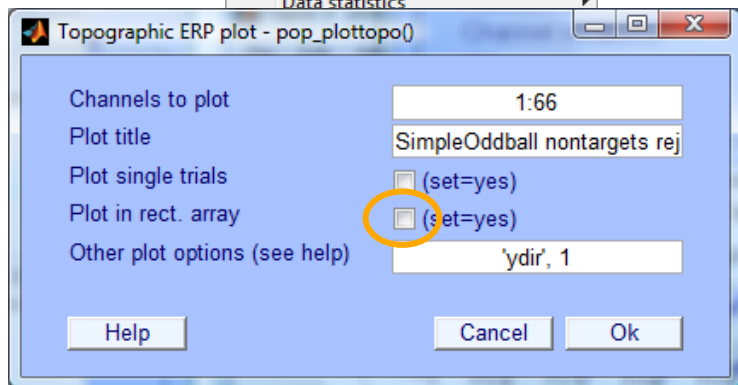 Data statistics
Topographic ERP plot - pop_plottopo()
Channels to plot 1:66
Plot title SimpleOddball nontargets rej
Plot single trials (set=yes)
Plot in rect. array (set=yes)
Other plot options (see help) 'ydir', 1
Help Cancel Ok